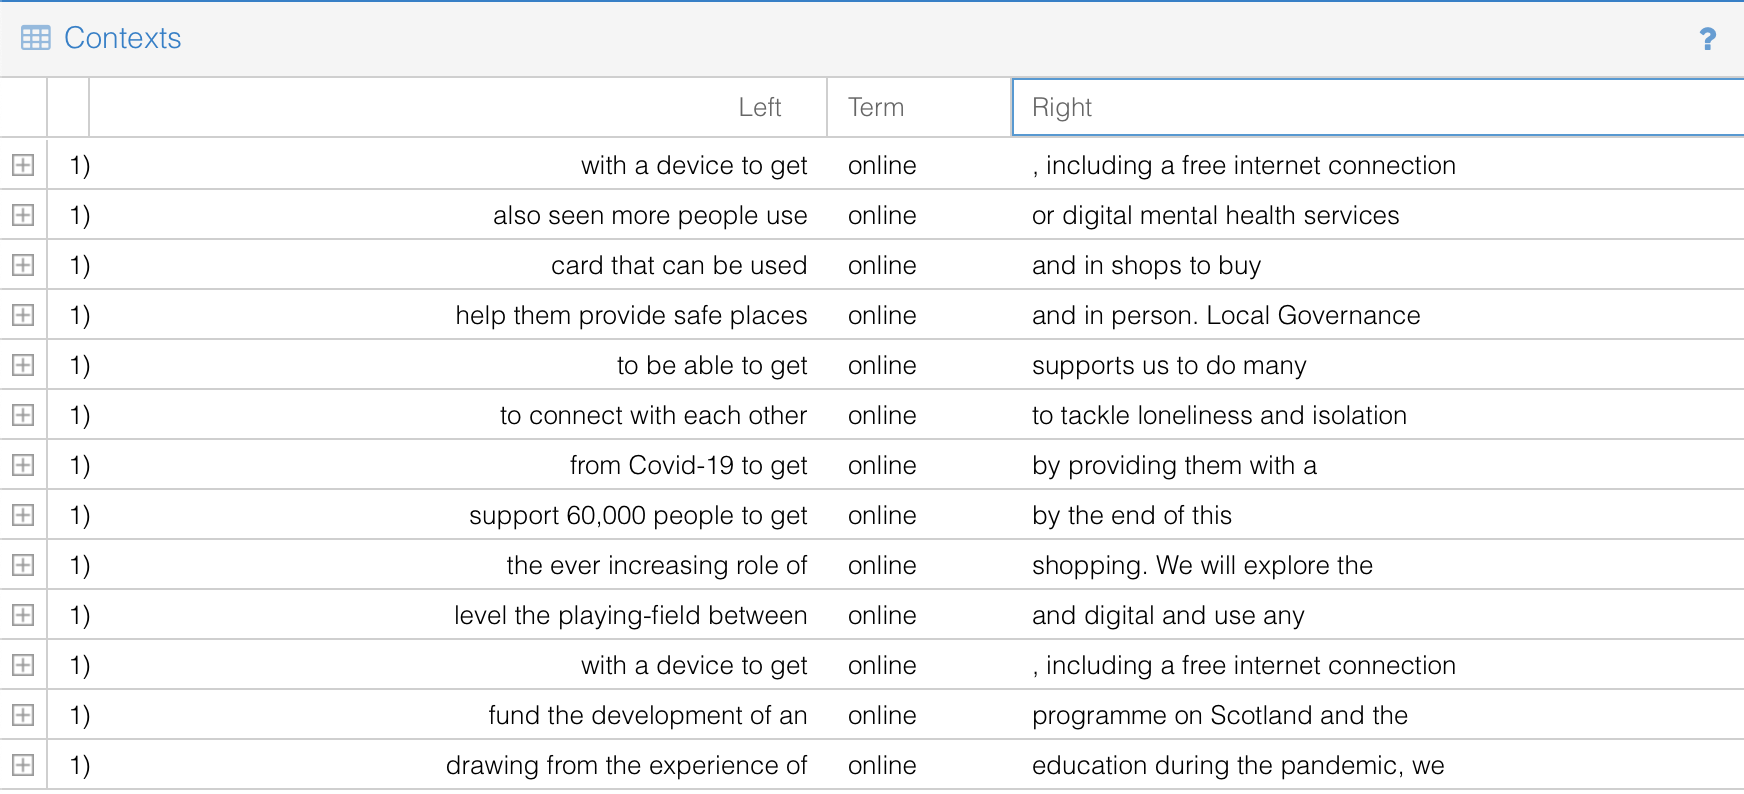 Contexts ?
Left Term Right
1) with a device to get online , including a free internet connection
1) also seen more people use online or digital mental health services
1) card that can be used online and in shops to buy
1) help them provide safe places online and in person. Local Governance
1) to be able to get online supports us to do many
1) to connect with each other online to tackle loneliness and isolation
1) from Covid-19 to get online by providing them with a
1) support 60,000 people to get online by the end of this
1) the ever increasing role of online shopping. We will explore the
1) level the playing-field between online and digital and use any
1) with a device to get online , including a free internet connection
1) fund the development of an online programme on Scotland and the
1) drawing from the experience of online education during the pandemic, we